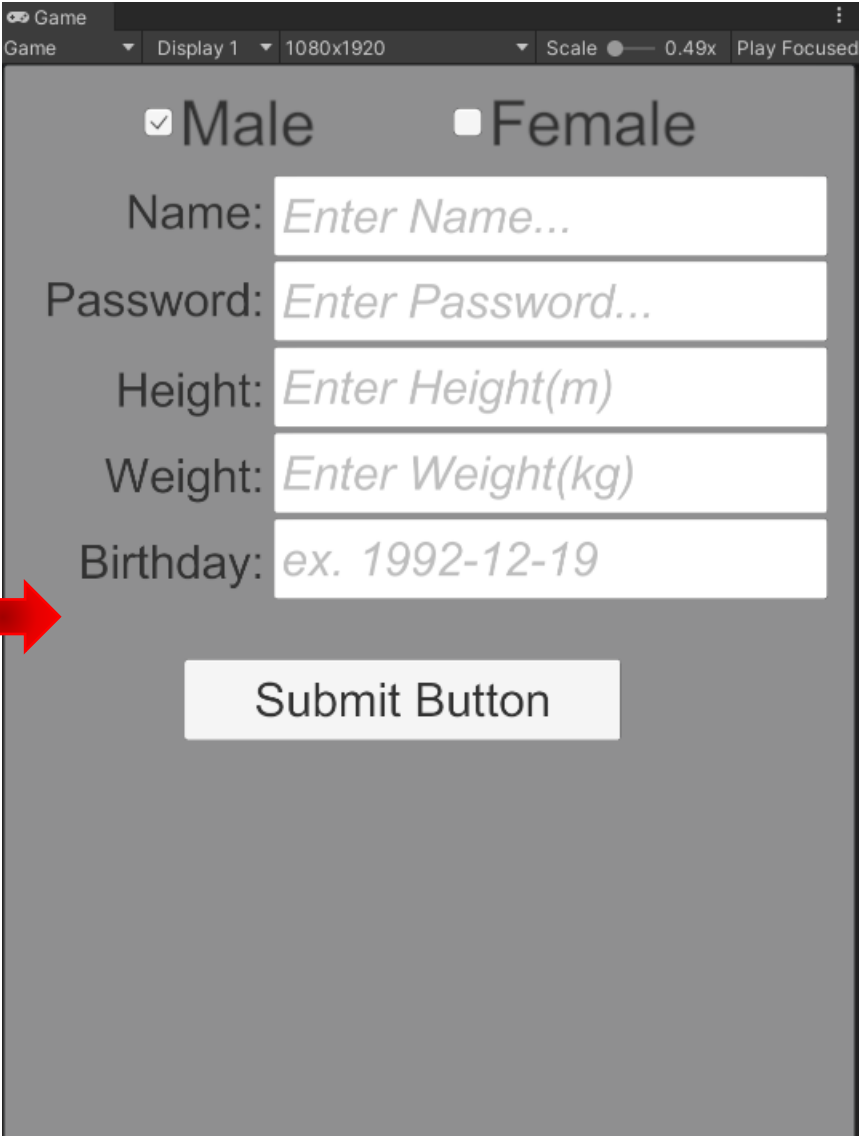 Game
Game Display 1 1080x1920 Scale 0.49x Play Focused
Male Female
Name: Enter Name...
Password: Enter Password...
Height: Enter Height(m)
Weight: Enter Weight(kg)
Birthday: ex. 1992-12-19
Submit Button